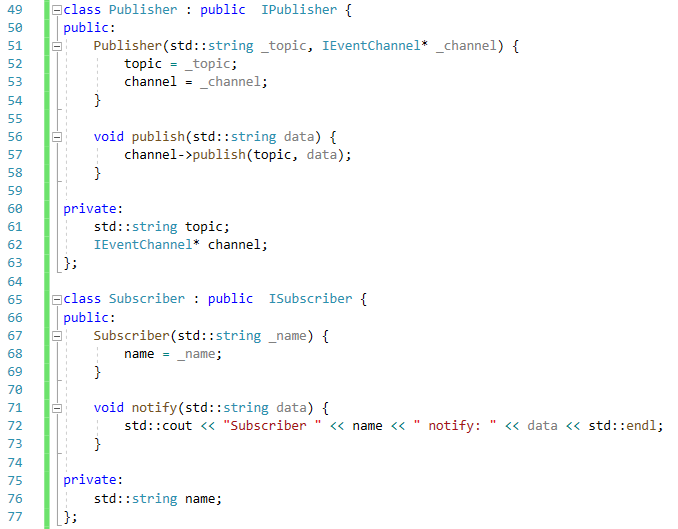 49 class Publisher : public  IPublisher {
50 public:
51     Publisher(std::string _topic, IEventChannel* _channel) {
52         topic = _topic;
53         channel = _channel;
54     }
55
56     void publish(std::string data) {
57         channel->publish(topic, data);
58     }
59
60 private:
61     std::string topic;
62     IEventChannel* channel;
63 };
64
65 class Subscriber : public  ISubscriber {
66 public:
67     Subscriber(std::string _name) {
68         name = _name;
69     }
70
71     void notify(std::string data) {
72         std::cout << "Subscriber " << name << " notify: " << data << std::endl;
73     }
74
75 private:
76     std::string name;
77 };